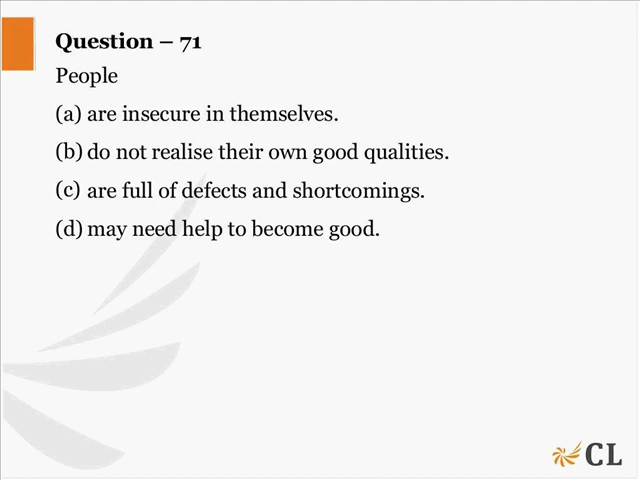 Question – 71
People
(a) are insecure in themselves.
(b) do not realise their own good qualities.
(c) are full of defects and shortcomings.
(d) may need help to become good.
CL